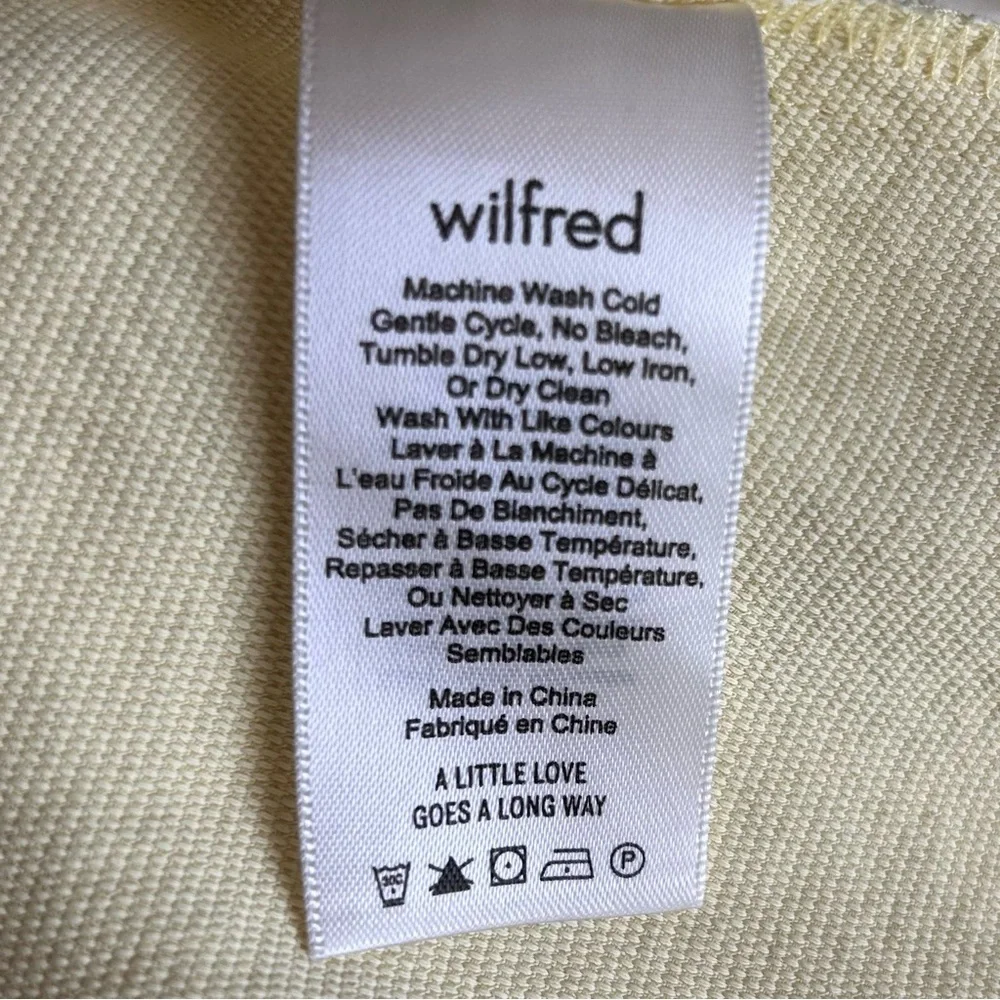 wilfred
Machine Wash Cold
Gentle Cycle, No Bleach,
Tumble Dry Low, Low Iron,
Or Dry Clean
Wash With Like Colours
Laver à La Machine à
L'eau Froide Au Cycle Délicat,
Pas De Blanchiment,
Sécher à Basse Température,
Repasser à Basse Température,
Ou Nettoyer à Sec
Laver Avec Des Couleurs
Semblables
Made in China
Fabriqué en Chine
A LITTLE LOVE
GOES A LONG WAY
30C P